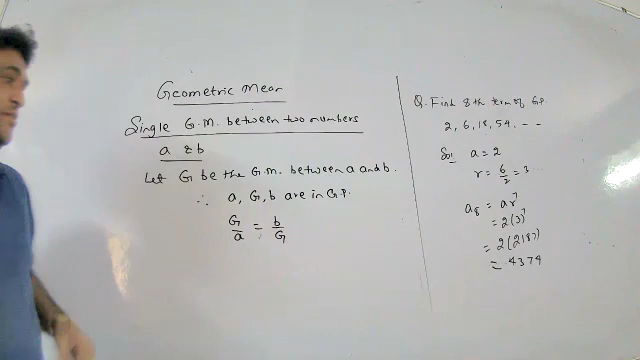 Geometric Mean
Single G.M. between two numbers
a & b
Let G be the G.M. between a and b.
∴ a, G, b are in G.P.
G/a = b/G
Q. Find 8th term of G.P.
2, 6, 18, 54, - - -
Sol a = 2
r = 6/2 = 3
a₈ = ar⁷
= 2(3)⁷
= 2(2187)
= 4374